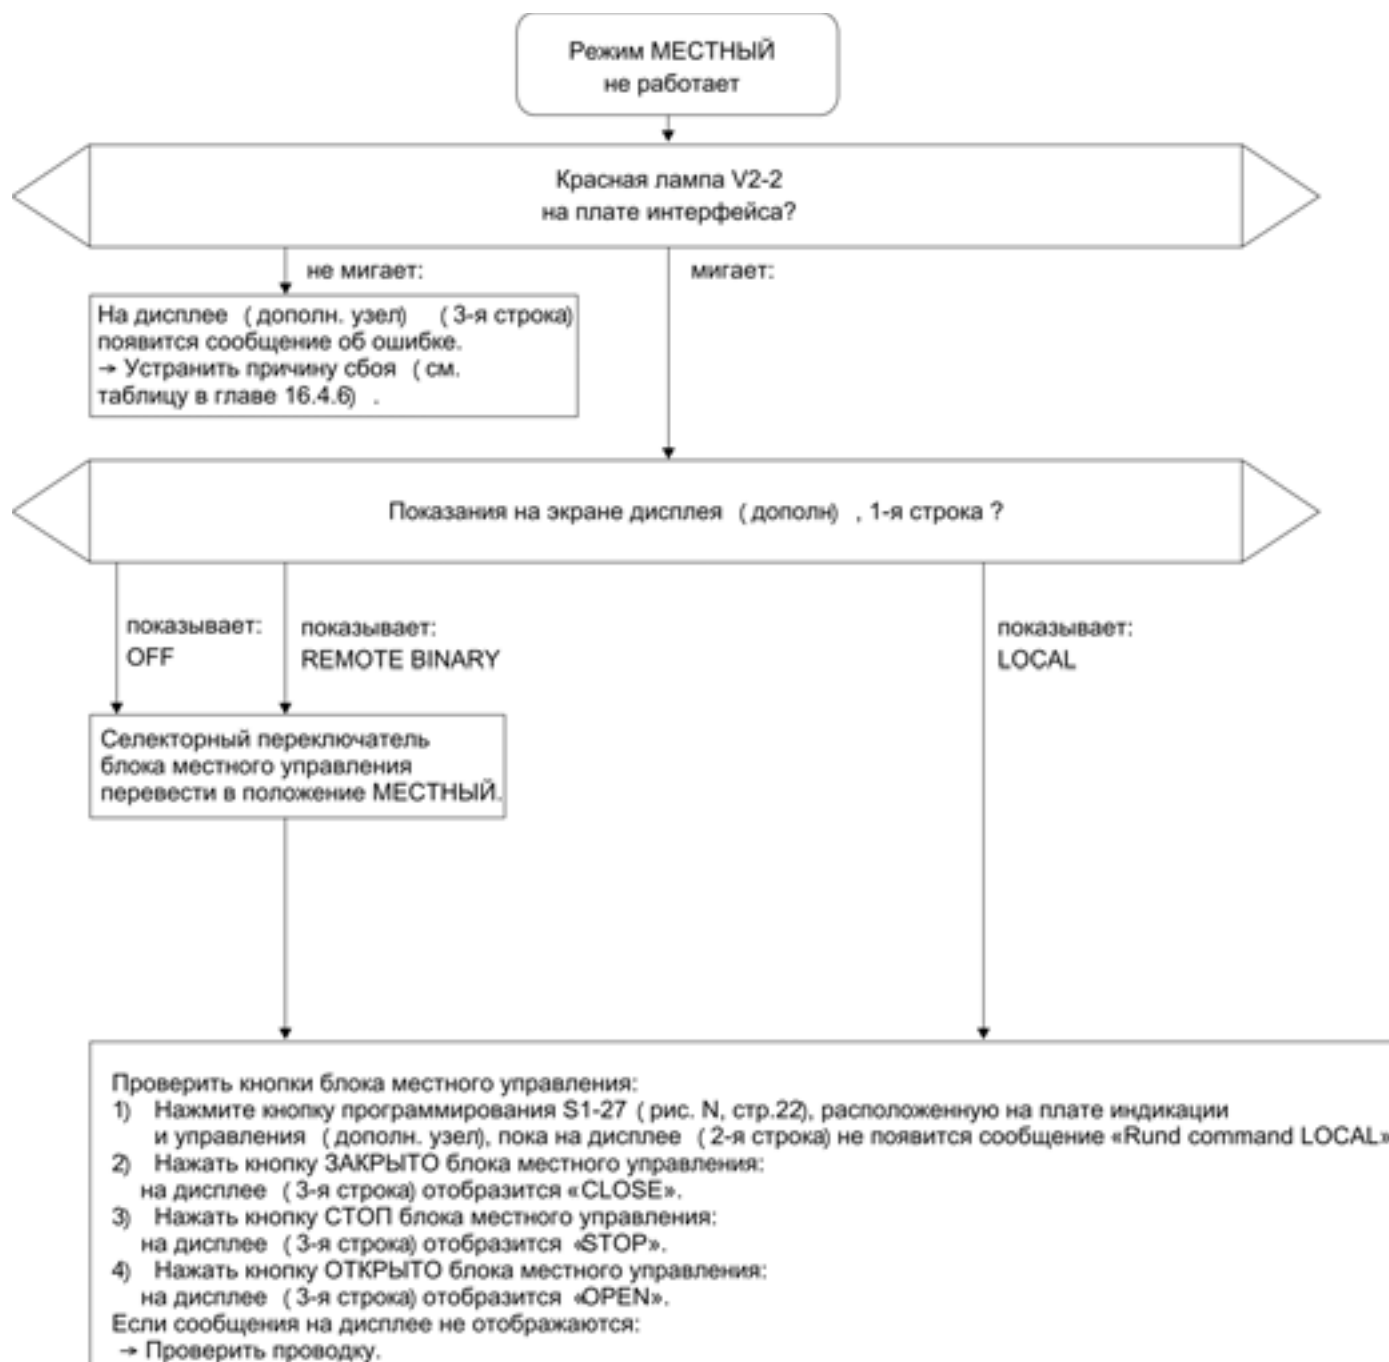 Режим МЕСТНЫЙ
не работает
Красная лампа V2-2
на плате интерфейса?
не мигает:
мигает:
На дисплее ( дополн. узел) ( 3-я строка)
появится сообщение об ошибке.
→ Устранить причину сбоя ( см.
таблицу в главе 16.4.6) .
Показания на экране дисплея ( дополн) , 1-я строка ?
показывает:
OFF
показывает:
REMOTE BINARY
показывает:
LOCAL
Селекторный переключатель
блока местного управления
перевести в положение МЕСТНЫЙ.
Проверить кнопки блока местного управления:
1) Нажмите кнопку программирования S1-27 ( рис. N, стр.22), расположенную на плате индикации
и управления ( дополн. узел), пока на дисплее ( 2-я строка) не появится сообщение «Rund command LOCAL»
2) Нажать кнопку ЗАКРЫТО блока местного управления:
на дисплее ( 3-я строка) отобразится «CLOSE».
3) Нажать кнопку СТОП блока местного управления:
на дисплее ( 3-я строка) отобразится «STOP».
4) Нажать кнопку ОТКРЫТО блока местного управления:
на дисплее ( 3-я строка) отобразится «OPEN».
Если сообщения на дисплее не отображаются:
→ Проверить проводку.